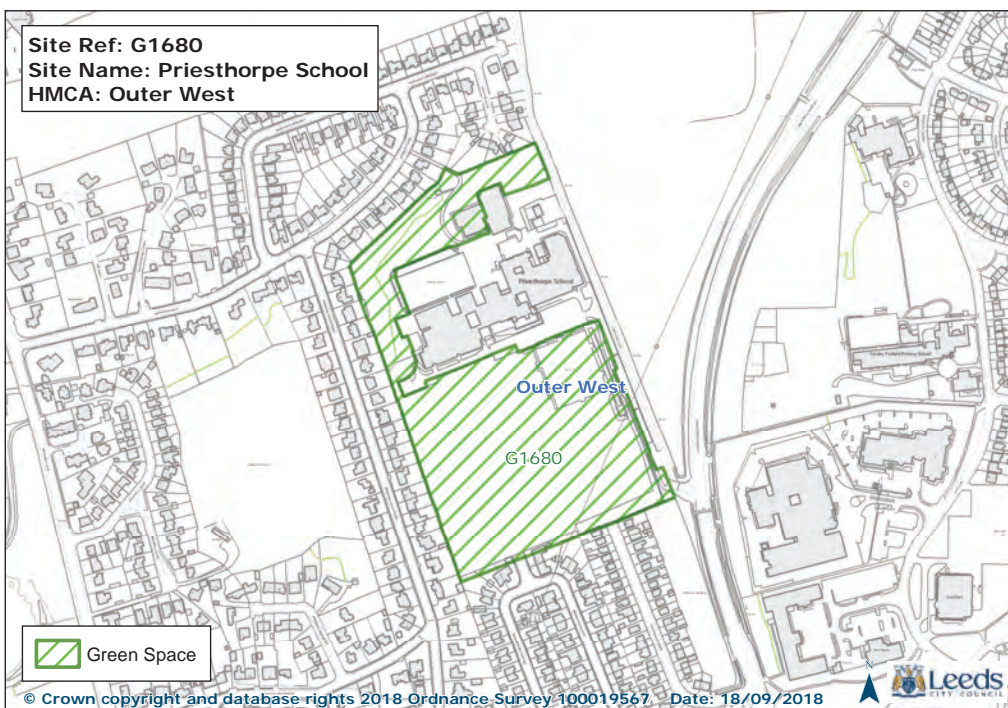 Site Ref: G1680
Site Name: Priesthorpe School
HMCA: Outer West
Priesthorpe School
Outer West
G1680
Green Space
© Crown copyright and database rights 2018 Ordnance Survey 100019567 Date: 18/09/2018
N
Leeds
CITY COUNCIL